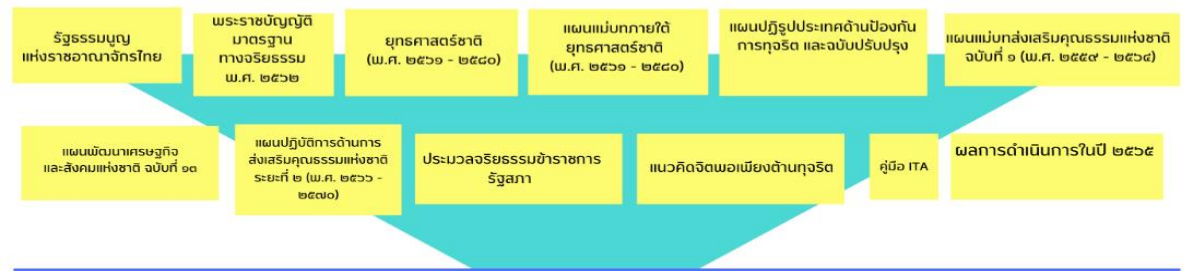 รัฐธรรมนูญ
แห่งราชอาณาจักรไทย
พระราชบัญญัติ
มาตรฐาน
ทางจริยธรรม
พ.ศ. ๒๕๖๒
ยุทธศาสตร์ชาติ
(พ.ศ. ๒๕๖๑ - ๒๕๘๐)
แผนแม่บทภายใต้
ยุทธศาสตร์ชาติ
(พ.ศ. ๒๕๖๑ - ๒๕๘๐)
แผนปฏิรูปประเทศด้านป้องกัน
การทุจริต และฉบับปรับปรุง
แผนแม่บทส่งเสริมคุณธรรมแห่งชาติ
ฉบับที่ ๑ (พ.ศ. ๒๕๕๙ - ๒๕๖๔)
แผนพัฒนาเศรษฐกิจ
และสังคมแห่งชาติ ฉบับที่ ๑๓
แผนปฏิบัติการด้านการ
ส่งเสริมคุณธรรมแห่งชาติ
ระยะที่ ๒ (พ.ศ. ๒๕๖๖ -
๒๕๗๐)
ประมวลจริยธรรมข้าราชการ
รัฐสภา
แนวคิดจิตพอเพียงต้านทุจริต
คู่มือ ITA
ผลการดำเนินการในปี ๒๕๖๕